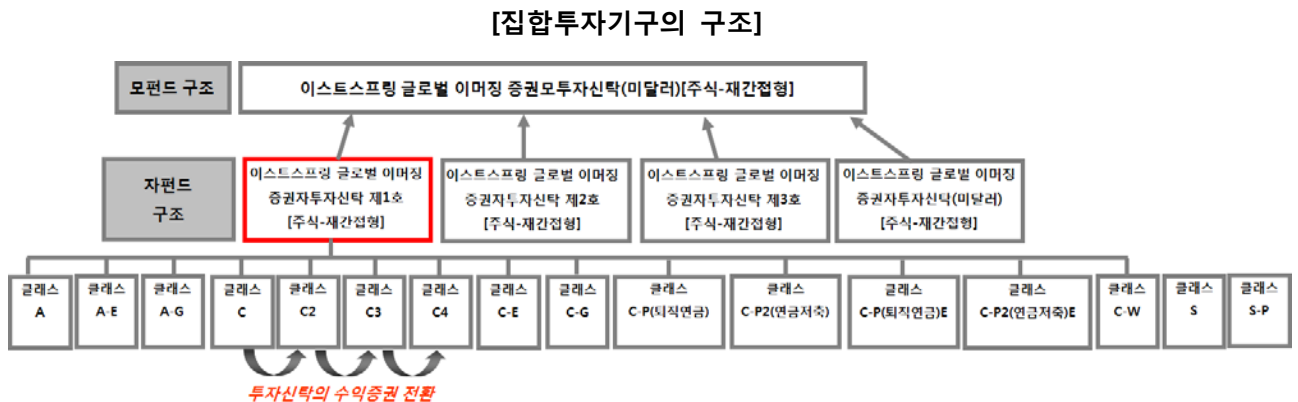 [집합투자기구의 구조]
모펀드 구조
이스트스프링 글로벌 이머징 증권모투자신탁(미달러)[주식-재간접형]
자펀드
구조
이스트스프링 글로벌 이머징
증권자투자신탁 제1호
[주식-재간접형]
이스트스프링 글로벌 이머징
증권자투자신탁 제2호
[주식-재간접형]
이스트스프링 글로벌 이머징
증권자투자신탁 제3호
[주식-재간접형]
이스트스프링 글로벌 이머징
증권자투자신탁(미달러)
[주식-재간접형]
클래스
A
클래스
A-E
클래스
A-G
클래스
C
클래스
C2
클래스
C3
클래스
C4
클래스
C-E
클래스
C-G
클래스
C-P(퇴직연금)
클래스
C-P2(연금저축)
클래스
C-P(퇴직연금)E
클래스
C-P2(연금저축)E
클래스
C-W
클래스
S
클래스
S-P
투자신탁의 수익증권 전환